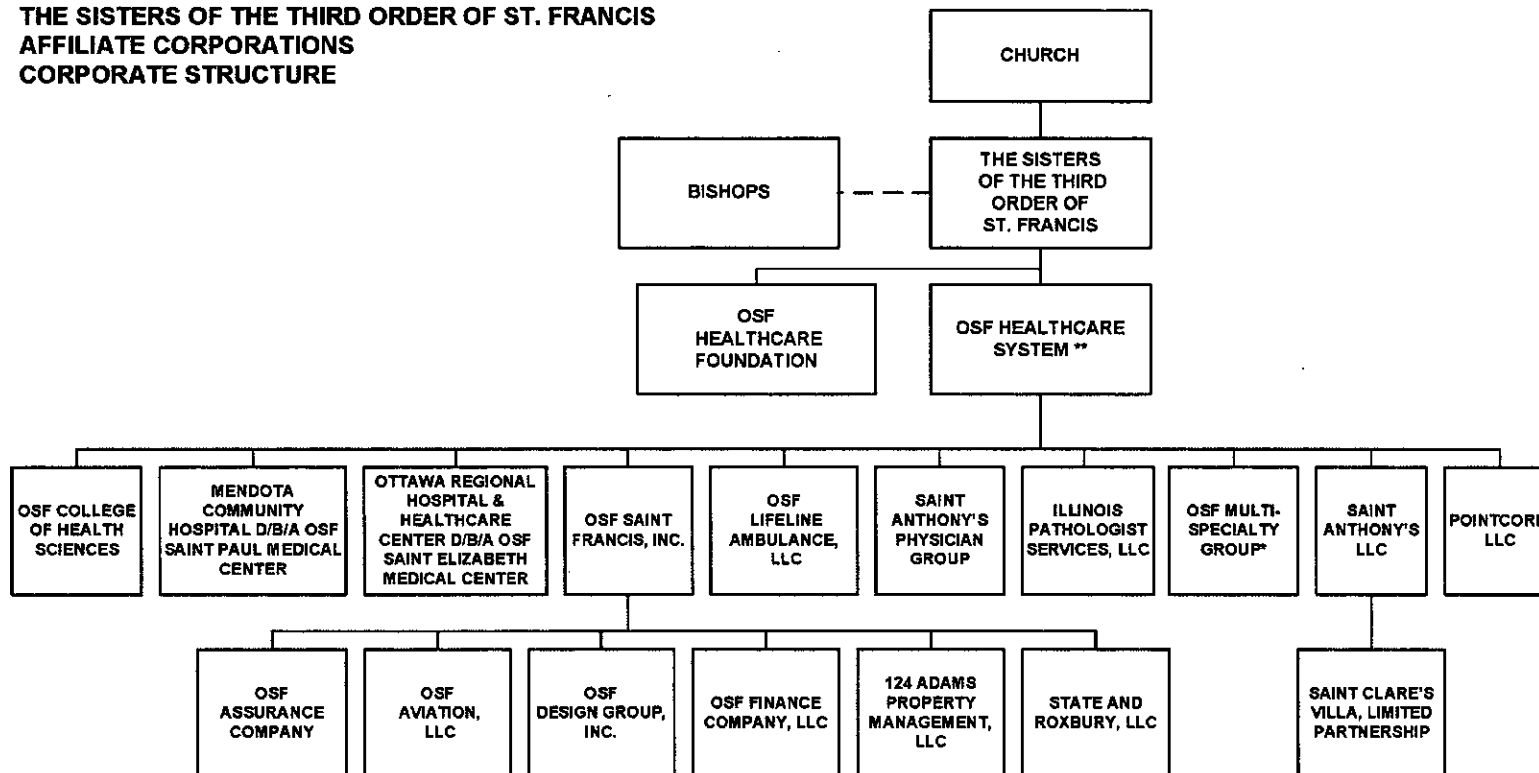 THE SISTERS OF THE THIRD ORDER OF ST. FRANCIS
AFFILIATE CORPORATIONS
CORPORATE STRUCTURE
CHURCH
BISHOPS
THE SISTERS
OF THE THIRD
ORDER OF
ST. FRANCIS
OSF
HEALTHCARE
FOUNDATION
OSF HEALTHCARE
SYSTEM **
OSF COLLEGE
OF HEALTH
SCIENCES
MENDOTA
COMMUNITY
HOSPITAL D/B/A OSF
SAINT PAUL MEDICAL
CENTER
OTTAWA REGIONAL
HOSPITAL &
HEALTHCARE
CENTER D/B/A OSF
SAINT ELIZABETH
MEDICAL CENTER
OSF SAINT
FRANCIS, INC.
OSF
LIFELINE
AMBULANCE,
LLC
SAINT
ANTHONY'S
PHYSICIAN
GROUP
ILLINOIS
PATHOLOGIST
SERVICES, LLC
OSF MULTI-
SPECIALTY
GROUP*
SAINT
ANTHONY'S
LLC
POINTCORE
LLC
OSF
ASSURANCE
COMPANY
OSF
AVIATION,
LLC
OSF
DESIGN GROUP,
INC.
OSF FINANCE
COMPANY, LLC
124 ADAMS
PROPERTY
MANAGEMENT,
LLC
STATE AND
ROXBURY, LLC
SAINT CLARE'S
VILLA, LIMITED
PARTNERSHIP